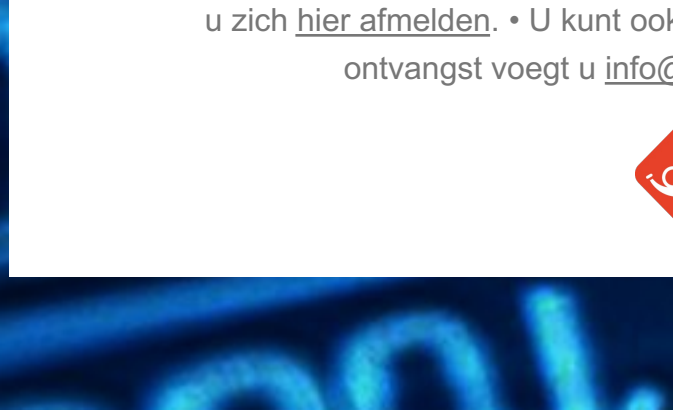 u zich hier afmelden. • U kunt ook
ontvangst voegt u info@